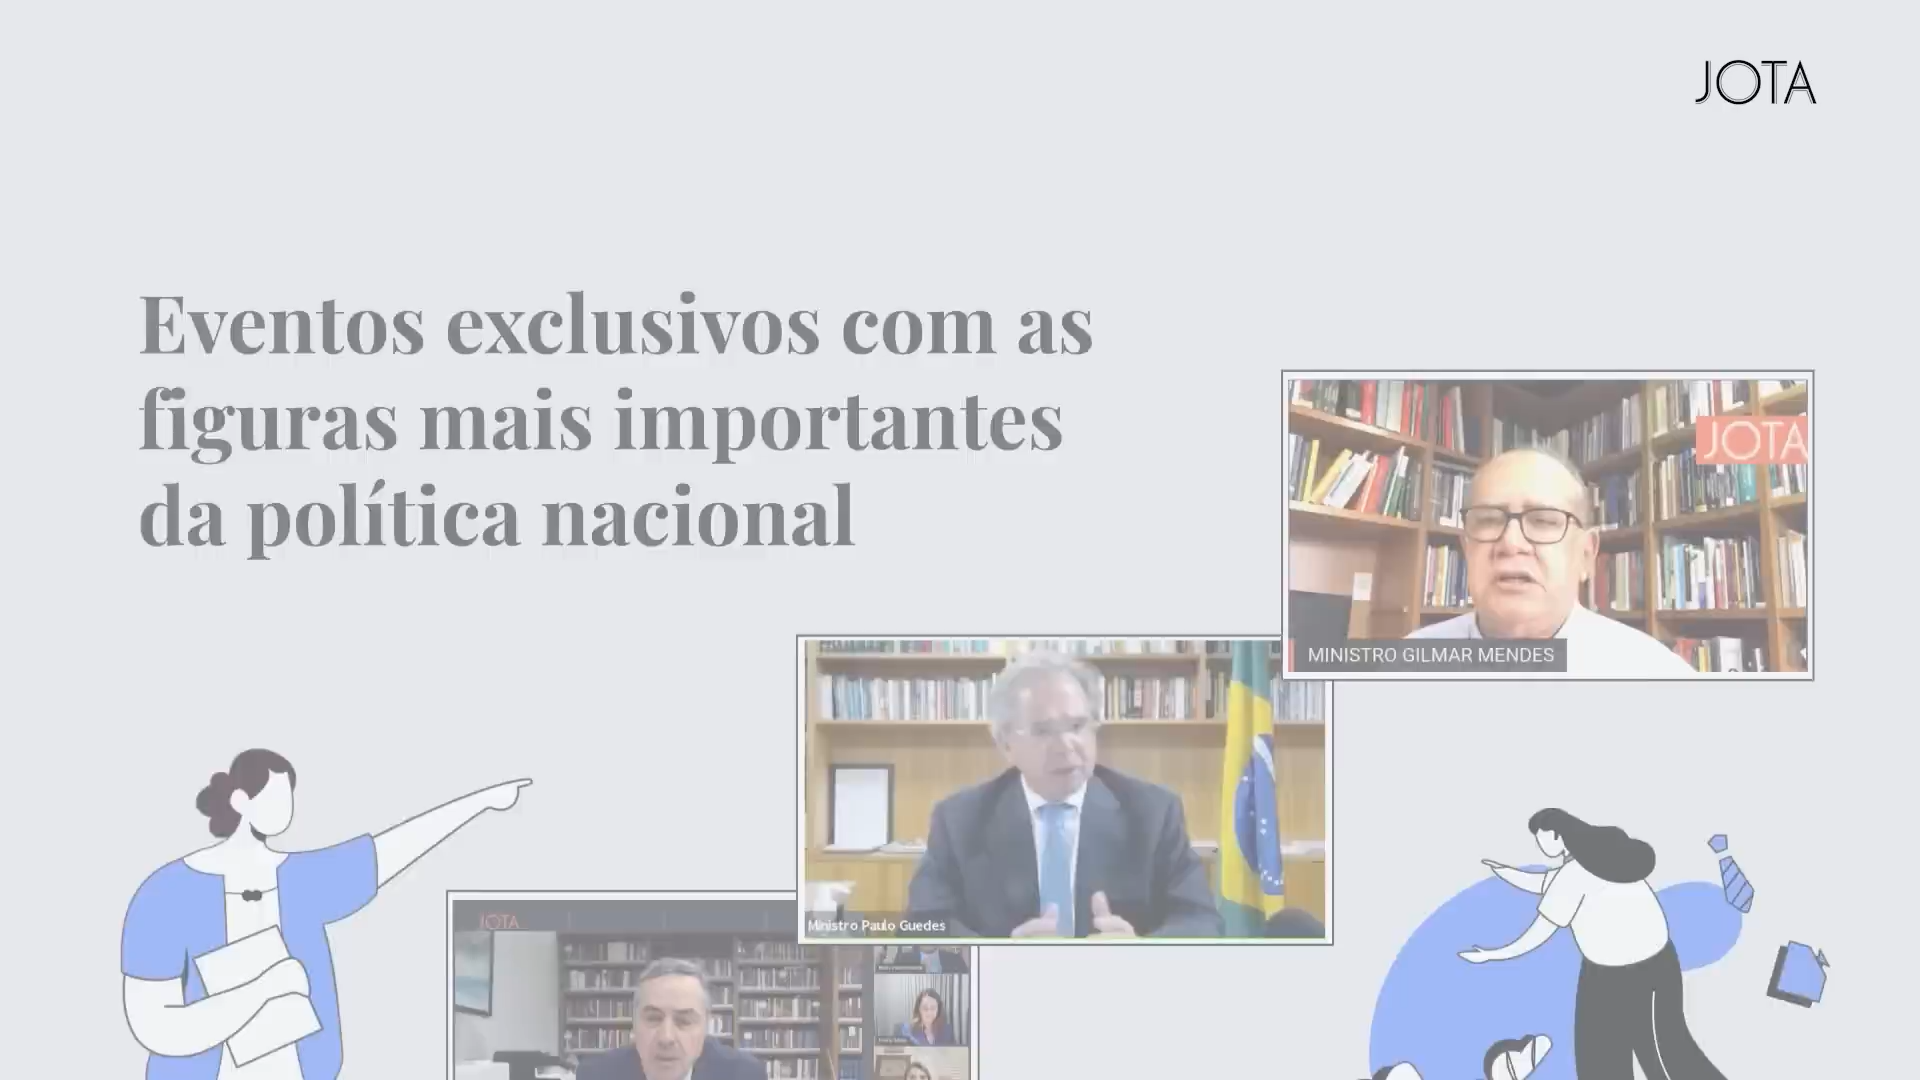 JOTA
Eventos exclusivos com as
figuras mais importantes
da política nacional
JOTA
MINISTRO GILMAR MENDES
Ministro Paulo Guedes
JOTA